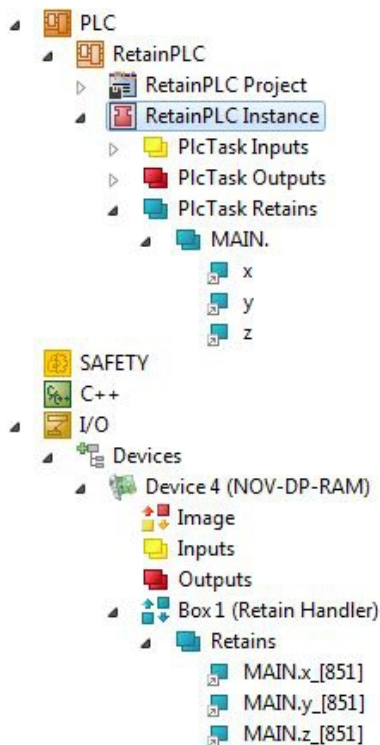 PLC
RetainPLC
RetainPLC Project
RetainPLC Instance
PlcTask Inputs
PlcTask Outputs
PlcTask Retains
MAIN.
x
y
z
SAFETY
C++
I/O
Devices
Device 4 (NOV-DP-RAM)
Image
Inputs
Outputs
Box 1 (Retain Handler)
Retains
MAIN.x_[851]
MAIN.y_[851]
MAIN.z_[851]